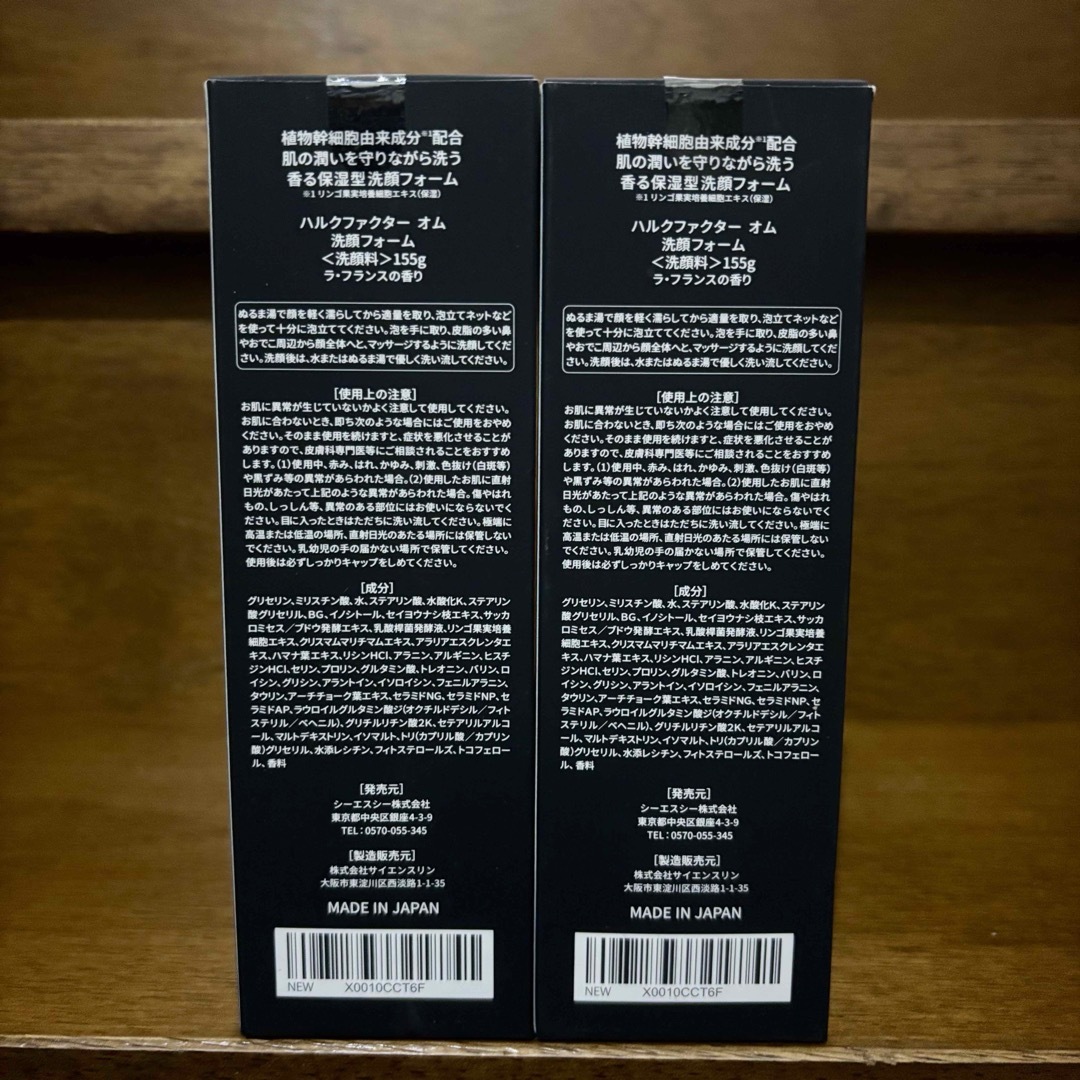 植物幹細胞由来成分※1配合
肌の潤いを守りながら洗う
香る保湿型洗顔フォーム
※1 リンゴ果実培養細胞エキス(保湿)
ハルクファクター オム
洗顔フォーム
<洗顔料>155g
ラ・フランスの香り
ぬるま湯で顔を軽く濡らしてから適量を取り、泡立てネットなど
を使って十分に泡立ててください。泡を手に取り、皮脂の多い鼻
やおでこ周辺から顔全体へと、マッサージするように洗顔してくだ
さい。洗顔後は、水またはぬるま湯で優しく洗い流してください。
[使用上の注意]
お肌に異常が生じていないかよく注意して使用してください。
お肌に合わないとき、即ち次のような場合にはご使用をおやめ
ください。そのまま使用を続けますと、症状を悪化させることが
ありますので、皮膚科専門医等にご相談されることをおすすめ
します。(1)使用中、赤み、はれ、かゆみ、刺激、色抜け(白斑等)
や黒ずみ等の異常があらわれた場合。(2)使用したお肌に直射
日光があたって上記のような異常があらわれた場合。傷やはれ
もの、しっしん等、異常のある部位にはお使いにならないでく
ださい。目に入ったときはただちに洗い流してください。極端に
高温または低温の場所、直射日光のあたる場所には保管しない
でください。乳幼児の手の届かない場所で保管してください。
使用後は必ずしっかりキャップをしめてください。
[成分]
グリセリン、ミリスチン酸、水、ステアリン酸、水酸化K、ステアリン
酸グリセリル、BG、イノシトール、セイヨウナシ枝エキス、サッカ
ロミセス/ブドウ発酵エキス、乳酸桿菌発酵液、リンゴ果実培養
細胞エキス、クリスマムマリチマムエキス、アラリアエスクレンタエ
キス、ハマナ葉エキス、リシンHCl、アラニン、アルギニン、ヒスチ
ジンHCl、セリン、プロリン、グルタミン酸、トレオニン、バリン、ロ
イシン、グリシン、アラントイン、イソロイシン、フェニルアラニン、
タウリン、アーチチョーク葉エキス、セラミドNG、セラミドNP、セ
ラミドAP、ラウロイルグルタミン酸ジ(オクチルドデシル/フィト
ステリル/ベヘニル)、グリチルリチン酸2K、セテアリルアルコ
ール、マルトデキストリン、イソマルト、トリ(カプリル酸/カプリン
酸)グリセリル、水添レシチン、フィトステロールズ、トコフェロー
ル、香料
[発売元]
シーエスシー株式会社
東京都中央区銀座4-3-9
TEL:0570-055-345
[製造販売元]
株式会社サイエンスリン
大阪市東淀川区西淡路1-1-35
MADE IN JAPAN
NEW X0010CCT6F
植物幹細胞由来成分※1配合
肌の潤いを守りながら洗う
香る保湿型洗顔フォーム
※1 リンゴ果実培養細胞エキス(保湿)
ハルクファクター オム
洗顔フォーム
<洗顔料>155g
ラ・フランスの香り
ぬるま湯で顔を軽く濡らしてから適量を取り、泡立てネットなど
を使って十分に泡立ててください。泡を手に取り、皮脂の多い鼻
やおでこ周辺から顔全体へと、マッサージするように洗顔してくだ
さい。洗顔後は、水またはぬるま湯で優しく洗い流してください。
[使用上の注意]
お肌に異常が生じていないかよく注意して使用してください。
お肌に合わないとき、即ち次のような場合にはご使用をおやめ
ください。そのまま使用を続けますと、症状を悪化させることが
ありますので、皮膚科専門医等にご相談されることをおすすめ
します。(1)使用中、赤み、はれ、かゆみ、刺激、色抜け(白斑等)
や黒ずみ等の異常があらわれた場合。(2)使用したお肌に直射
日光があたって上記のような異常があらわれた場合。傷やはれ
もの、しっしん等、異常のある部位にはお使いにならないでく
ださい。目に入ったときはただちに洗い流してください。極端に
高温または低温の場所、直射日光のあたる場所には保管しない
でください。乳幼児の手の届かない場所で保管してください。
使用後は必ずしっかりキャップをしめてください。
[成分]
グリセリン、ミリスチン酸、水、ステアリン酸、水酸化K、ステアリン
酸グリセリル、BG、イノシトール、セイヨウナシ枝エキス、サッカ
ロミセス/ブドウ発酵エキス、乳酸桿菌発酵液、リンゴ果実培養
細胞エキス、クリスマムマリチマムエキス、アラリアエスクレンタエ
キス、ハマナ葉エキス、リシンHCl、アラニン、アルギニン、ヒスチ
ジンHCl、セリン、プロリン、グルタミン酸、トレオニン、バリン、ロ
イシン、グリシン、アラントイン、イソロイシン、フェニルアラニン、
タウリン、アーチチョーク葉エキス、セラミドNG、セラミドNP、セ
ラミドAP、ラウロイルグルタミン酸ジ(オクチルドデシル/フィト
ステリル/ベヘニル)、グリチルリチン酸2K、セテアリルアルコ
ール、マルトデキストリン、イソマルト、トリ(カプリル酸/カプリン
酸)グリセリル、水添レシチン、フィトステロールズ、トコフェロー
ル、香料
[発売元]
シーエスシー株式会社
東京都中央区銀座4-3-9
TEL:0570-055-345
[製造販売元]
株式会社サイエンスリン
大阪市東淀川区西淡路1-1-35
MADE IN JAPAN
NEW X0010CCT6F